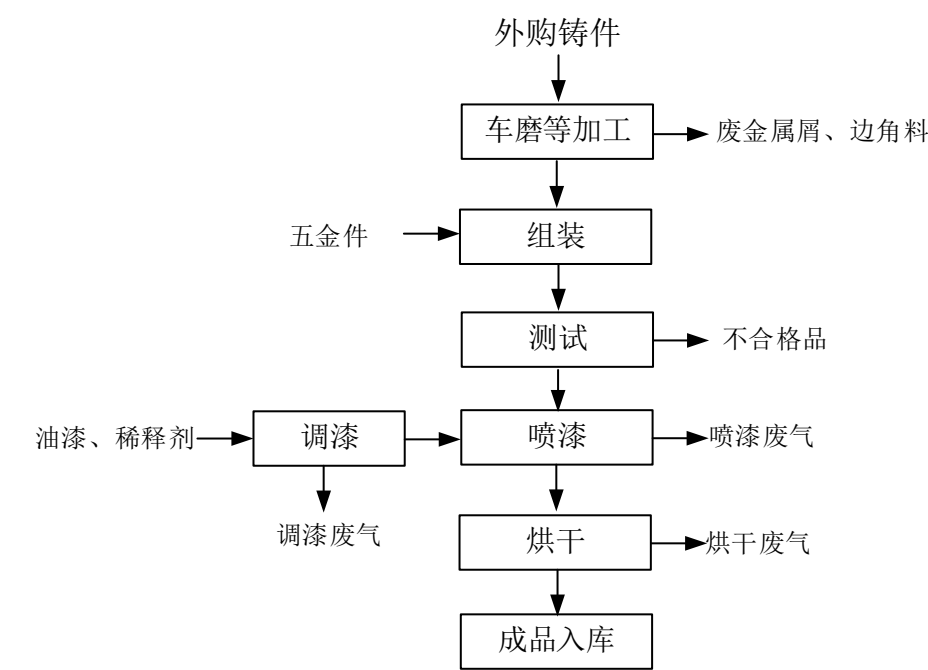 外购铸件
车磨等加工
废金属屑、边角料
五金件
组装
测试
不合格品
油漆、稀释剂
调漆
喷漆
喷漆废气
调漆废气
烘干
烘干废气
成品入库